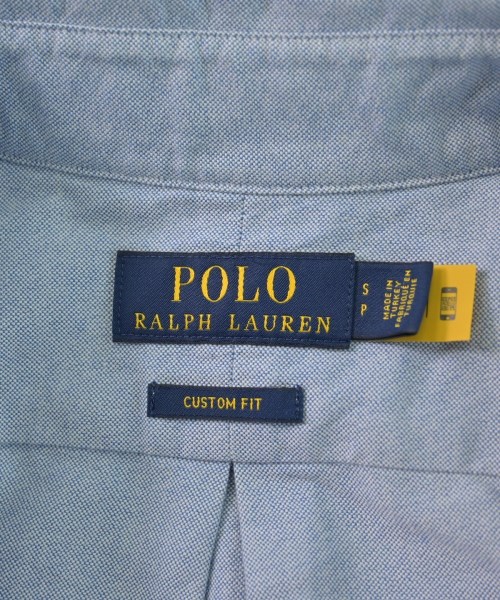 POLO
RALPH LAUREN
S
P
MADE IN
TURKEY
FABRIQUÉ EN
TURQUIE
CUSTOM FIT